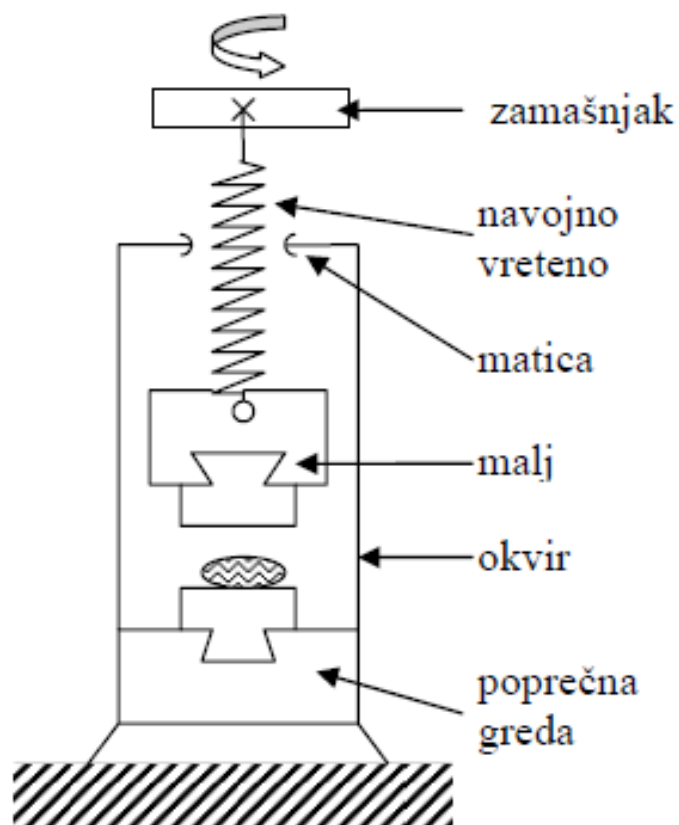 zamašnjak
navojno
vreteno
matica
malj
okvir
poprečna
greda